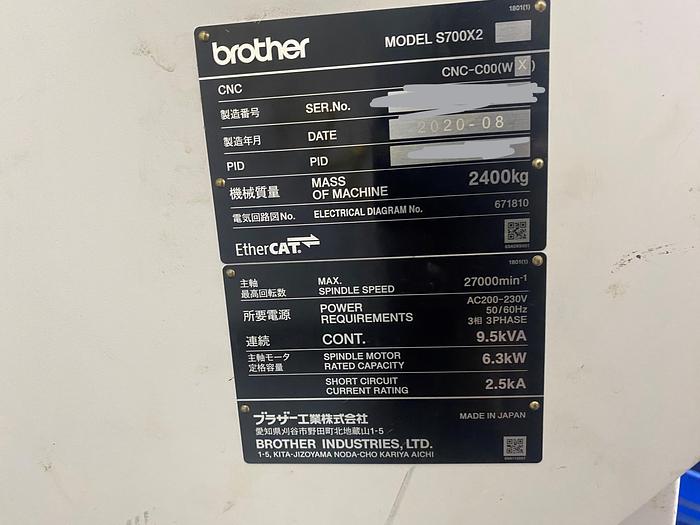 1801(1)
brother MODEL S700X2
CNC CNC-C00(WX)
製造番号 SER.No.
製造年月 DATE 2020-08
PID PID
機械質量 MASS OF MACHINE 2400kg
電気回路図No. ELECTRICAL DIAGRAM No. 671810
EtherCAT
1801(1)
主軸 最高回転数 MAX. SPINDLE SPEED 27000min-1
所要電源 POWER REQUIREMENTS AC200-230V 50/60Hz 3相 3PHASE
連続 CONT. 9.5kVA
主軸モータ 定格容量 SPINDLE MOTOR RATED CAPACITY 6.3kW
SHORT CIRCUIT CURRENT RATING 2.5kA
ブラザー工業株式会社 MADE IN JAPAN
愛知県刈谷市野田町北地蔵山1-5
BROTHER INDUSTRIES, LTD.
1-5, KITA-JIZOYAMA NODA-CHO KARIYA AICHI